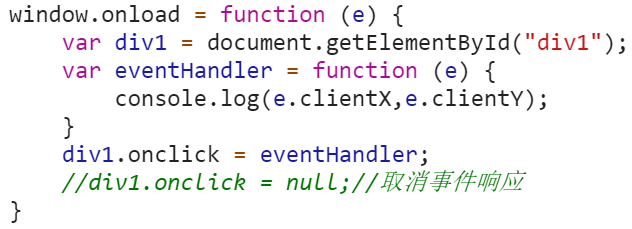 window.onload = function (e) {
    var div1 = document.getElementById("div1");
    var eventHandler = function (e) {
        console.log(e.clientX,e.clientY);
    }
    div1.onclick = eventHandler;
    //div1.onclick = null;//取消事件响应
}